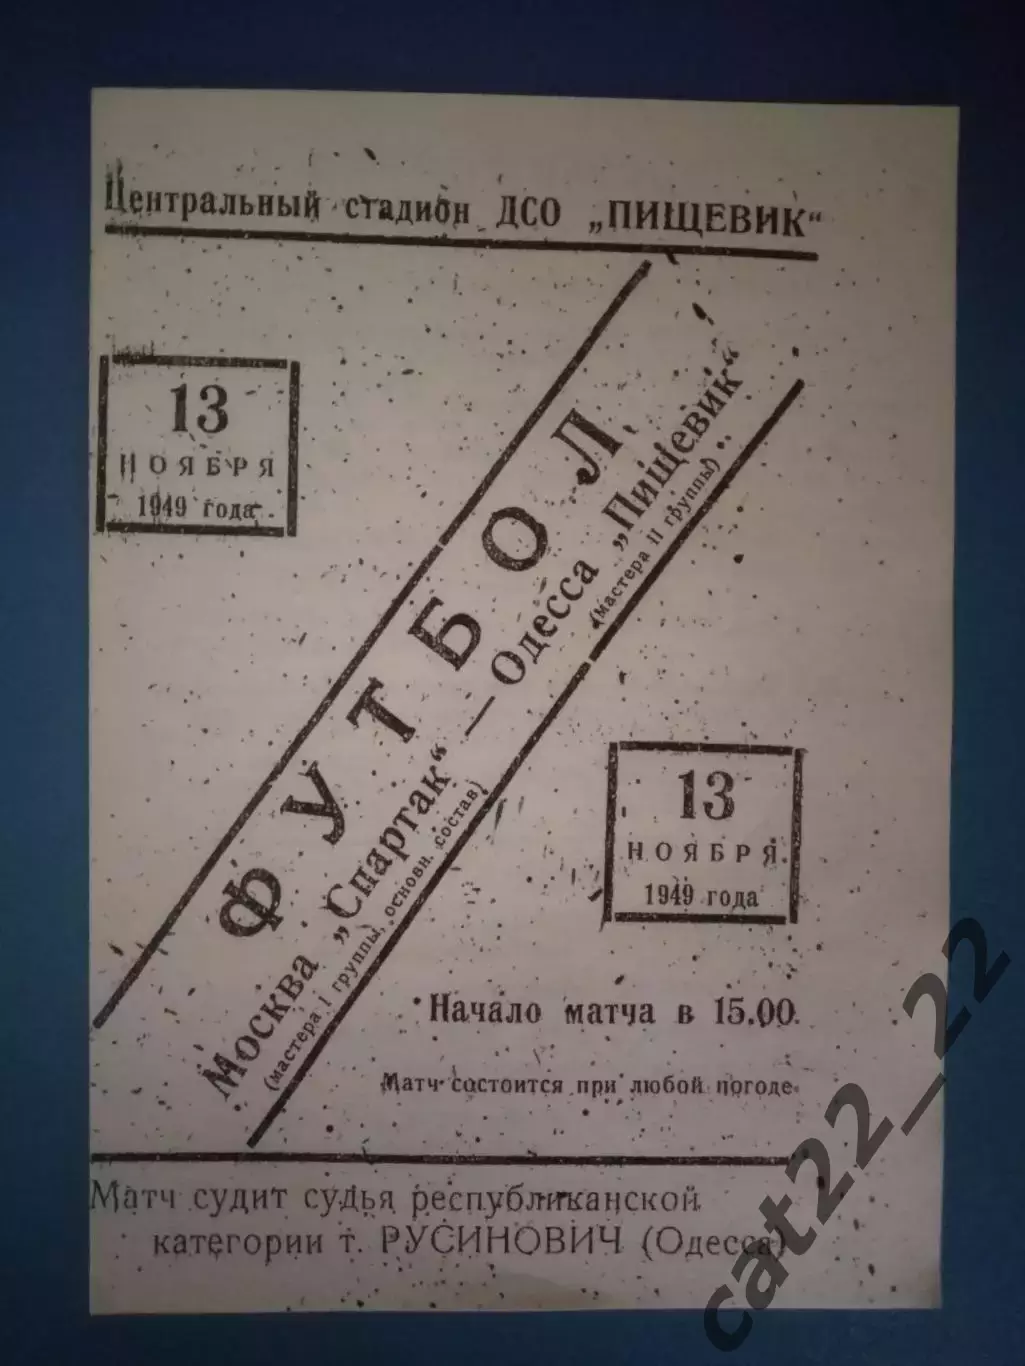 Центральный стадион ДСО „ПИЩЕВИК“
13
НОЯБРЯ
1949 года
ФУТБОЛ
Москва „Спартак“ — Одесса „Пищевик“
(мастера I группы, основн. состав)
(мастера II группы)
13
НОЯБРЯ
1949 года
Начало матча в 15.00
Матч состоится при любой погоде
Матч судит судья республиканской
категории т. РУСИНОВИЧ (Одесса)
cat22_22